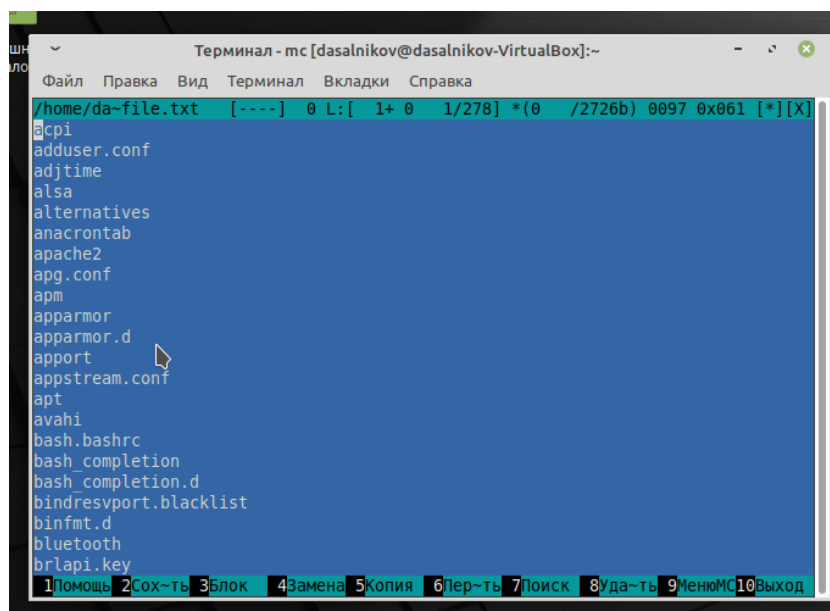 шн
ло
Терминал - mc [dasalnikov@dasalnikov-VirtualBox]:~
Файл Правка Вид Терминал Вкладки Справка
/home/da~file.txt [----] 0 L:[ 1+ 0 1/278] *(0 /2726b) 0097 0x061 [*][X]
acpi
adduser.conf
adjtime
alsa
alternatives
anacrontab
apache2
apg.conf
apm
apparmor
apparmor.d
apport
appstream.conf
apt
avahi
bash.bashrc
bash_completion
bash_completion.d
bindresvport.blacklist
binfmt.d
bluetooth
brlapi.key
1Помощь 2Сох~ть 3Блок 4Замена 5Копия 6Пер~ть 7Поиск 8Уда~ть 9МенюMC10Выход